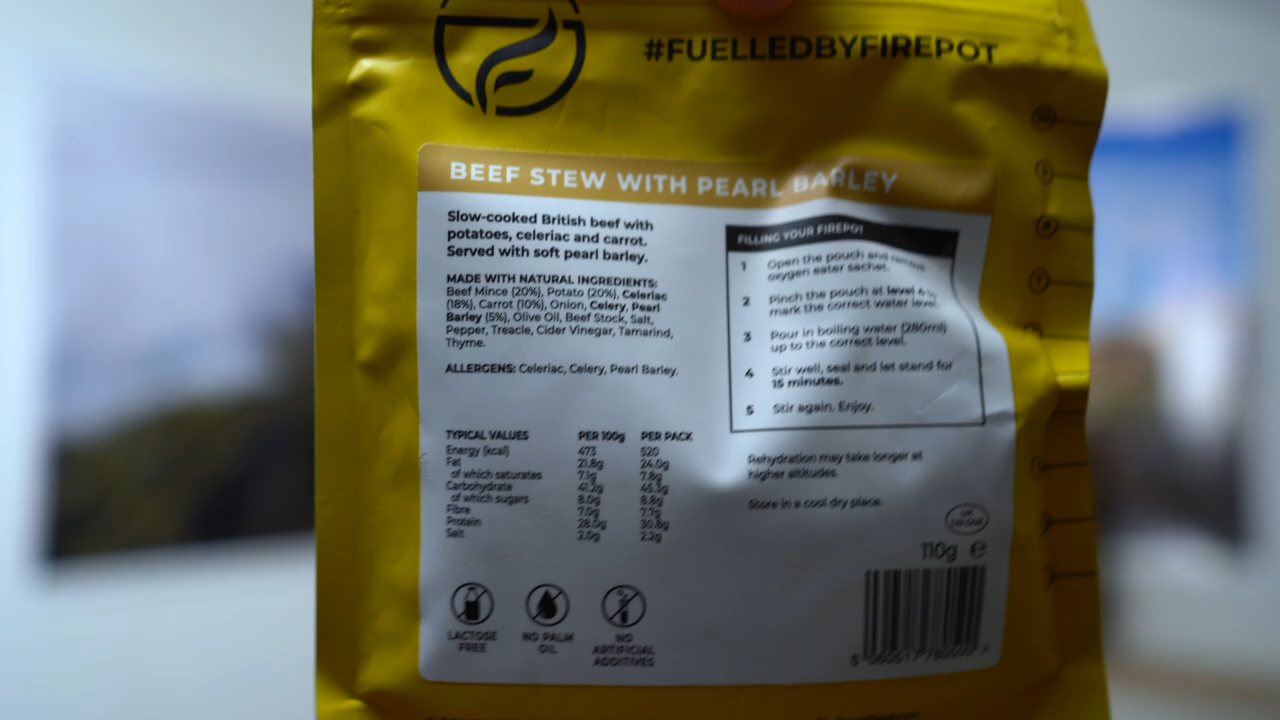 #FUELLEDBYFIREPOT
BEEF STEW WITH PEARL BARLEY
Slow-cooked British beef with
potatoes, celeriac and carrot.
Served with soft pearl barley.
MADE WITH NATURAL INGREDIENTS:
Beef Mince (20%), Potato (20%), Celeriac
(18%), Carrot (10%), Onion, Celery, Pearl
Barley (5%), Olive Oil, Beef Stock, Salt,
Pepper, Treacle, Cider Vinegar, Tamarind,
Thyme.
ALLERGENS: Celeriac, Celery, Pearl Barley.
TYPICAL VALUES PER 100g PER PACK
Energy (kcal) 473 520
Fat 21.8g 24.0g
of which saturates 7.1g 7.8g
Carbohydrate 41.2g 45.3g
of which sugars 8.0g 8.8g
Fibre 7.0g 7.7g
Protein 28.0g 30.8g
Salt 2.0g 2.2g
LACTOSE
FREE
NO PALM
OIL
NO
ARTIFICIAL
ADDITIVES
FILLING YOUR FIREPOT
1 Open the pouch and remove
oxygen eater sachet.
2 Pinch the pouch at level
mark the correct water level.
3 Pour in boiling water (280ml)
up to the correct level.
4 Stir well, seal and let stand for
15 minutes.
5 Stir again. Enjoy.
Rehydration may take longer at
higher altitudes.
Store in a cool dry place.
110g e